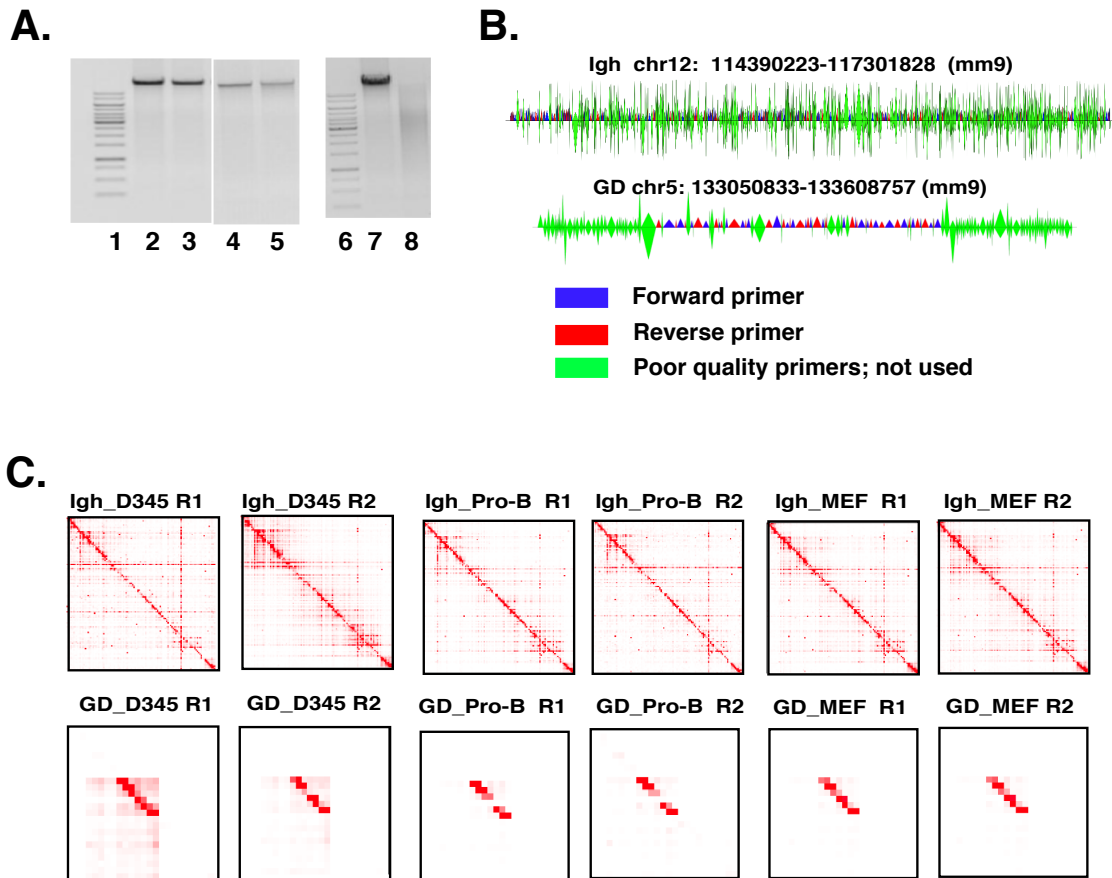 A.
1 2 3 4 5 6 7 8
B.
Igh chr12: 114390223-117301828 (mm9)
GD chr5: 133050833-133608757 (mm9)
Forward primer
Reverse primer
Poor quality primers; not used
C.
Igh_D345 R1 Igh_D345 R2 Igh_Pro-B R1 Igh_Pro-B R2 Igh_MEF R1 Igh_MEF R2
GD_D345 R1 GD_D345 R2 GD_Pro-B R1 GD_Pro-B R2 GD_MEF R1 GD_MEF R2